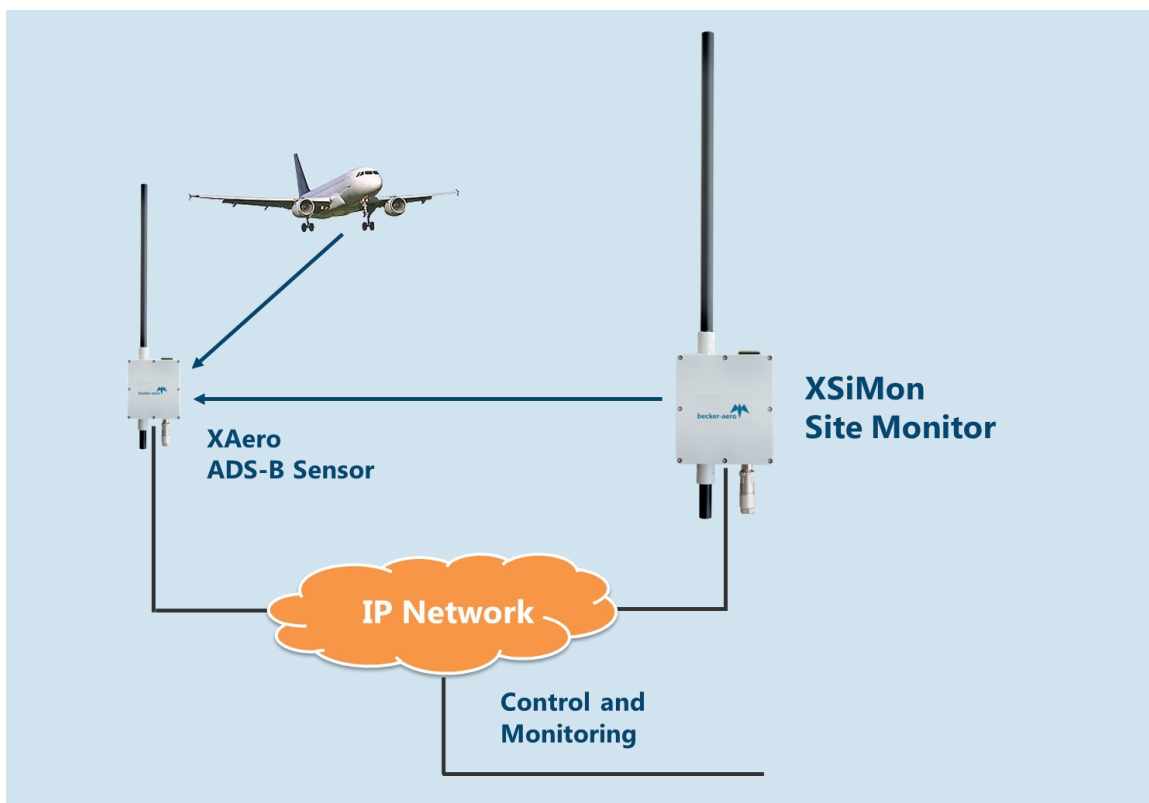 becker-aero
becker-aero
XSiMon
Site Monitor
XAero
ADS-B Sensor
IP Network
Control and
Monitoring